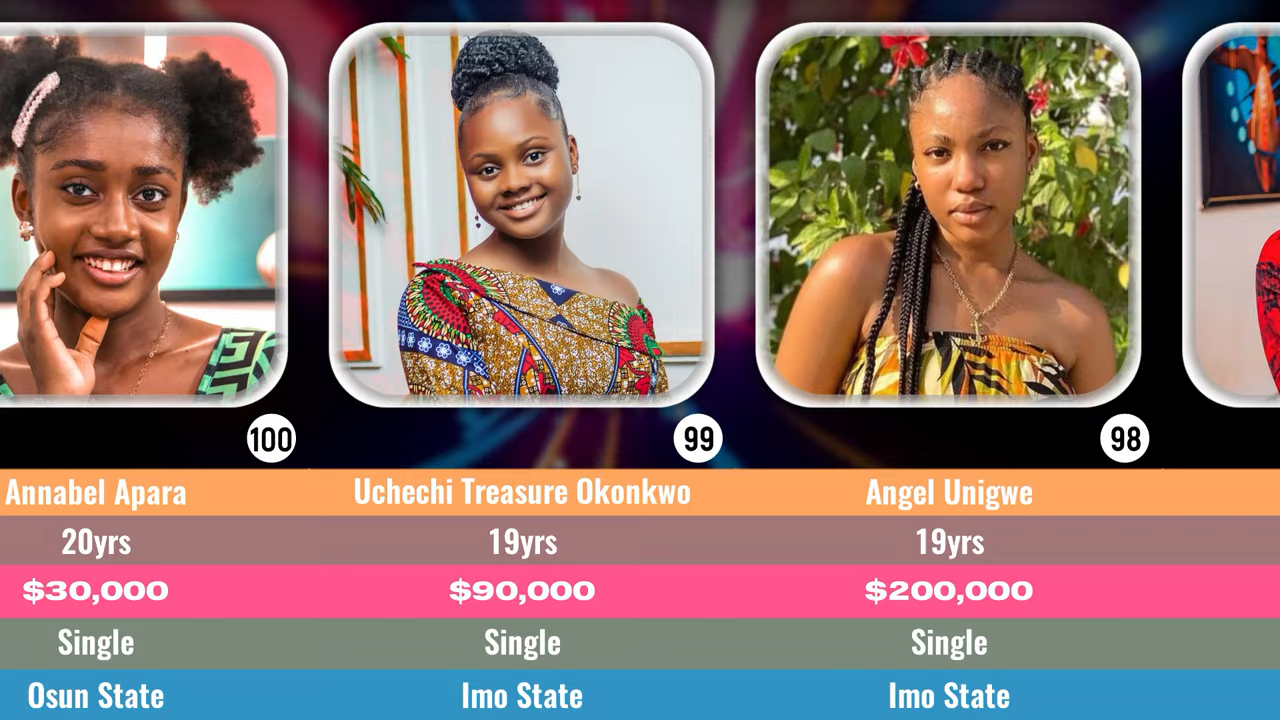 100
99
98
Annabel Apara
Uchechi Treasure Okonkwo
Angel Unigwe
20yrs
19yrs
19yrs
$30,000
$90,000
$200,000
Single
Single
Single
Osun State
Imo State
Imo State